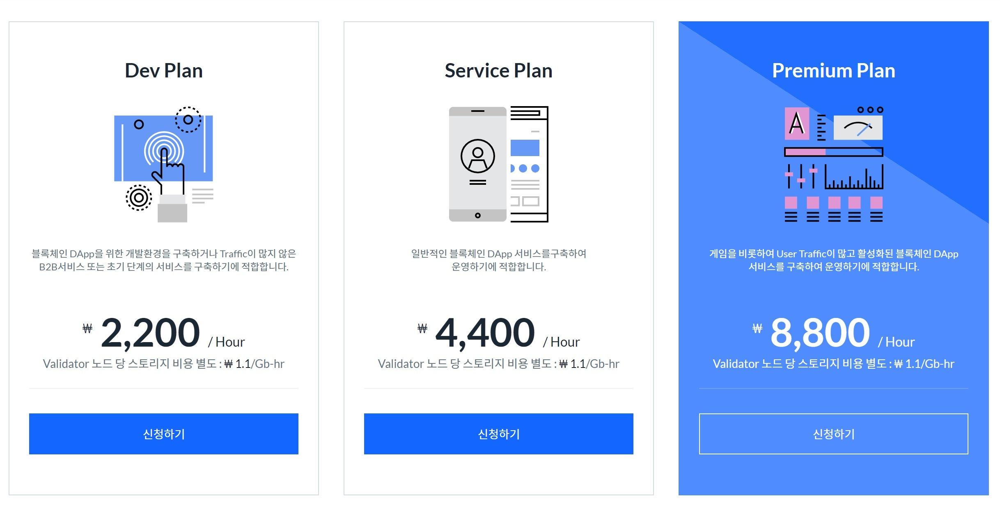 Dev Plan
블록체인 DApp을 위한 개발환경을 구축하거나 Traffic이 많지 않은
B2B서비스 또는 초기 단계의 서비스를 구축하기에 적합합니다.
₩ 2,200 / Hour
Validator 노드 당 스토리지 비용 별도 : ₩ 1.1/Gb-hr
신청하기
Service Plan
일반적인 블록체인 DApp 서비스를구축하여
운영하기에 적합합니다.
₩ 4,400 / Hour
Validator 노드 당 스토리지 비용 별도 : ₩ 1.1/Gb-hr
신청하기
Premium Plan
A
게임을 비롯하여 User Traffic이 많고 활성화된 블록체인 DApp
서비스를 구축하여 운영하기에 적합합니다.
₩ 8,800 / Hour
Validator 노드 당 스토리지 비용 별도 : ₩ 1.1/Gb-hr
신청하기